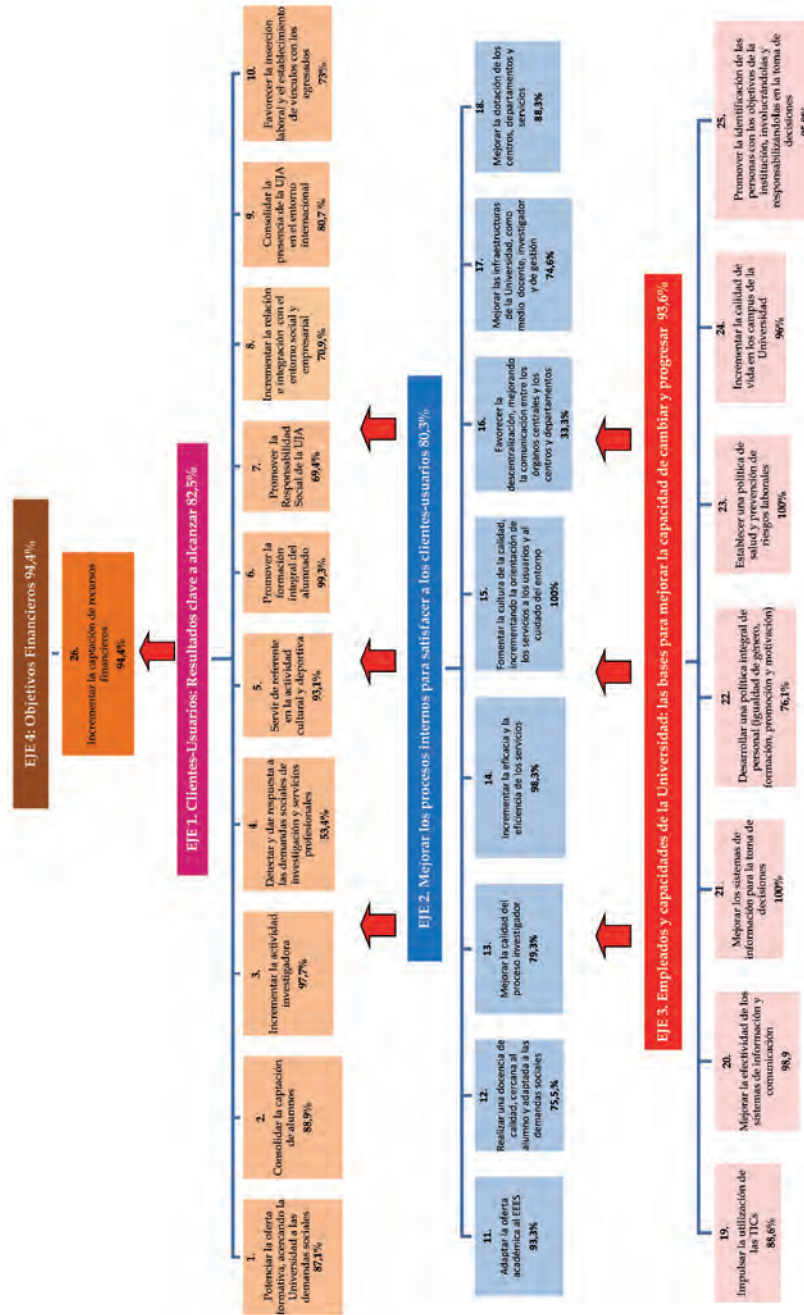 EJE 4: Objetivos Financieros 94,4%
26.
Incrementar la captación de recursos
financieros
94,4%
EJE 1. Clientes-Usuarios: Resultados clave a alcanzar 82,5%
1.
Potenciar la oferta
formativa, acercando la
Universidad a las
demandas sociales
87,1%
2.
Consolidar la captación
de alumnos
88,9%
3.
Incrementar la actividad
investigadora
97,7%
4.
Detectar y dar respuesta a
las demandas sociales de
investigación y servicios
profesionales
53,4%
5.
Servir de referente
en la actividad
cultural y deportiva
93,1%
6.
Promover la
formación
integral del
alumnado
99,3%
7.
Promover la
Responsabilidad
Social de la UJA
69,4%
8.
Incrementar la relación
e integración con el
entorno social y
empresarial
70,9,%
9.
Consolidar la
presencia de la UJA
en el entorno
internacional
80,7 %
10.
Favorecer la inserción
laboral y el establecimiento
de vínculos con los
egresados
73%
EJE 2. Mejorar los procesos internos para satisfacer a los clientes-usuarios 80,3%
11.
Adaptar la oferta
académica al EEES
93,3%
12.
Realizar una docencia de
calidad, cercana al
alumno y adaptada a las
demandas sociales
75,5,%
13.
Mejorar la calidad del
proceso investigador
79,3%
14.
Incrementar la eficacia y la
eficiencia de los servicios
98,3%
15.
Fomentar la cultura de la calidad,
incrementando la orientación de
los servicios a los usuarios y al
cuidado del entorno
100%
16.
Favorecer la
descentralización, mejorando
la comunicación entre los
órganos centrales y los
centros y departamentos
33,3%
17.
Mejorar las infraestructuras
de la Universidad, como
medio docente, investigador
y de gestión
74,6%
18.
Mejorar la dotación de los
centros, departamentos y
servicios
88,3%
EJE 3. Empleados y capacidades de la Universidad: las bases para mejorar la capacidad de cambiar y progresar 93,6%
19.
Impulsar la utilización de
las TICs
88,6%
20.
Mejorar la efectividad de los
sistemas de información y
comunicación
98,9
21.
Mejorar los sistemas de
información para la toma de
decisiones
100%
22.
Desarrollar una política integral de
personal (igualdad de género,
formación, promoción y motivación)
76,1%
23.
Establecer una política de
salud y prevención de
riesgos laborales
100%
24.
Incrementar la calidad de
vida en los campus de la
Universidad
96%
25.
Promover la identificación de las
personas con los objetivos de la
institución, involucrándolas y
responsabilizándolas en la toma de
decisiones